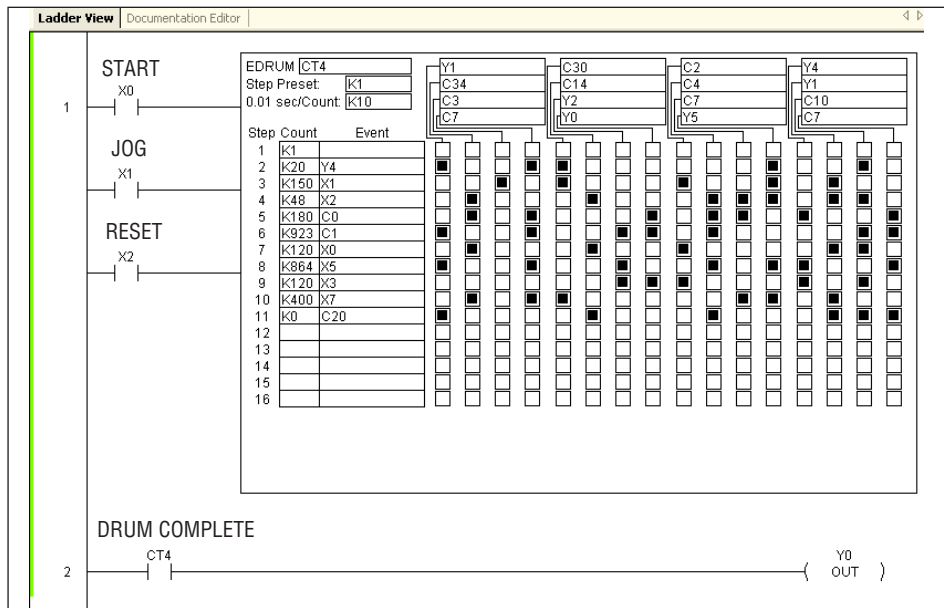 Ladder View Documentation Editor
START
X0
1
JOG
X1
RESET
X2
EDRUM CT4
Step Preset: K1
0.01 sec/Count: K10
Y1 C30 C2 Y4
C34 C14 C4 Y1
C3 Y2 C7 C10
C7 Y0 Y5 C7
Step Count Event
1 K1
2 K20 Y4
3 K150 X1
4 K48 X2
5 K180 C0
6 K923 C1
7 K120 X0
8 K864 X5
9 K120 X3
10 K400 X7
11 K0 C20
12
13
14
15
16
DRUM COMPLETE
CT4 Y0
2 OUT